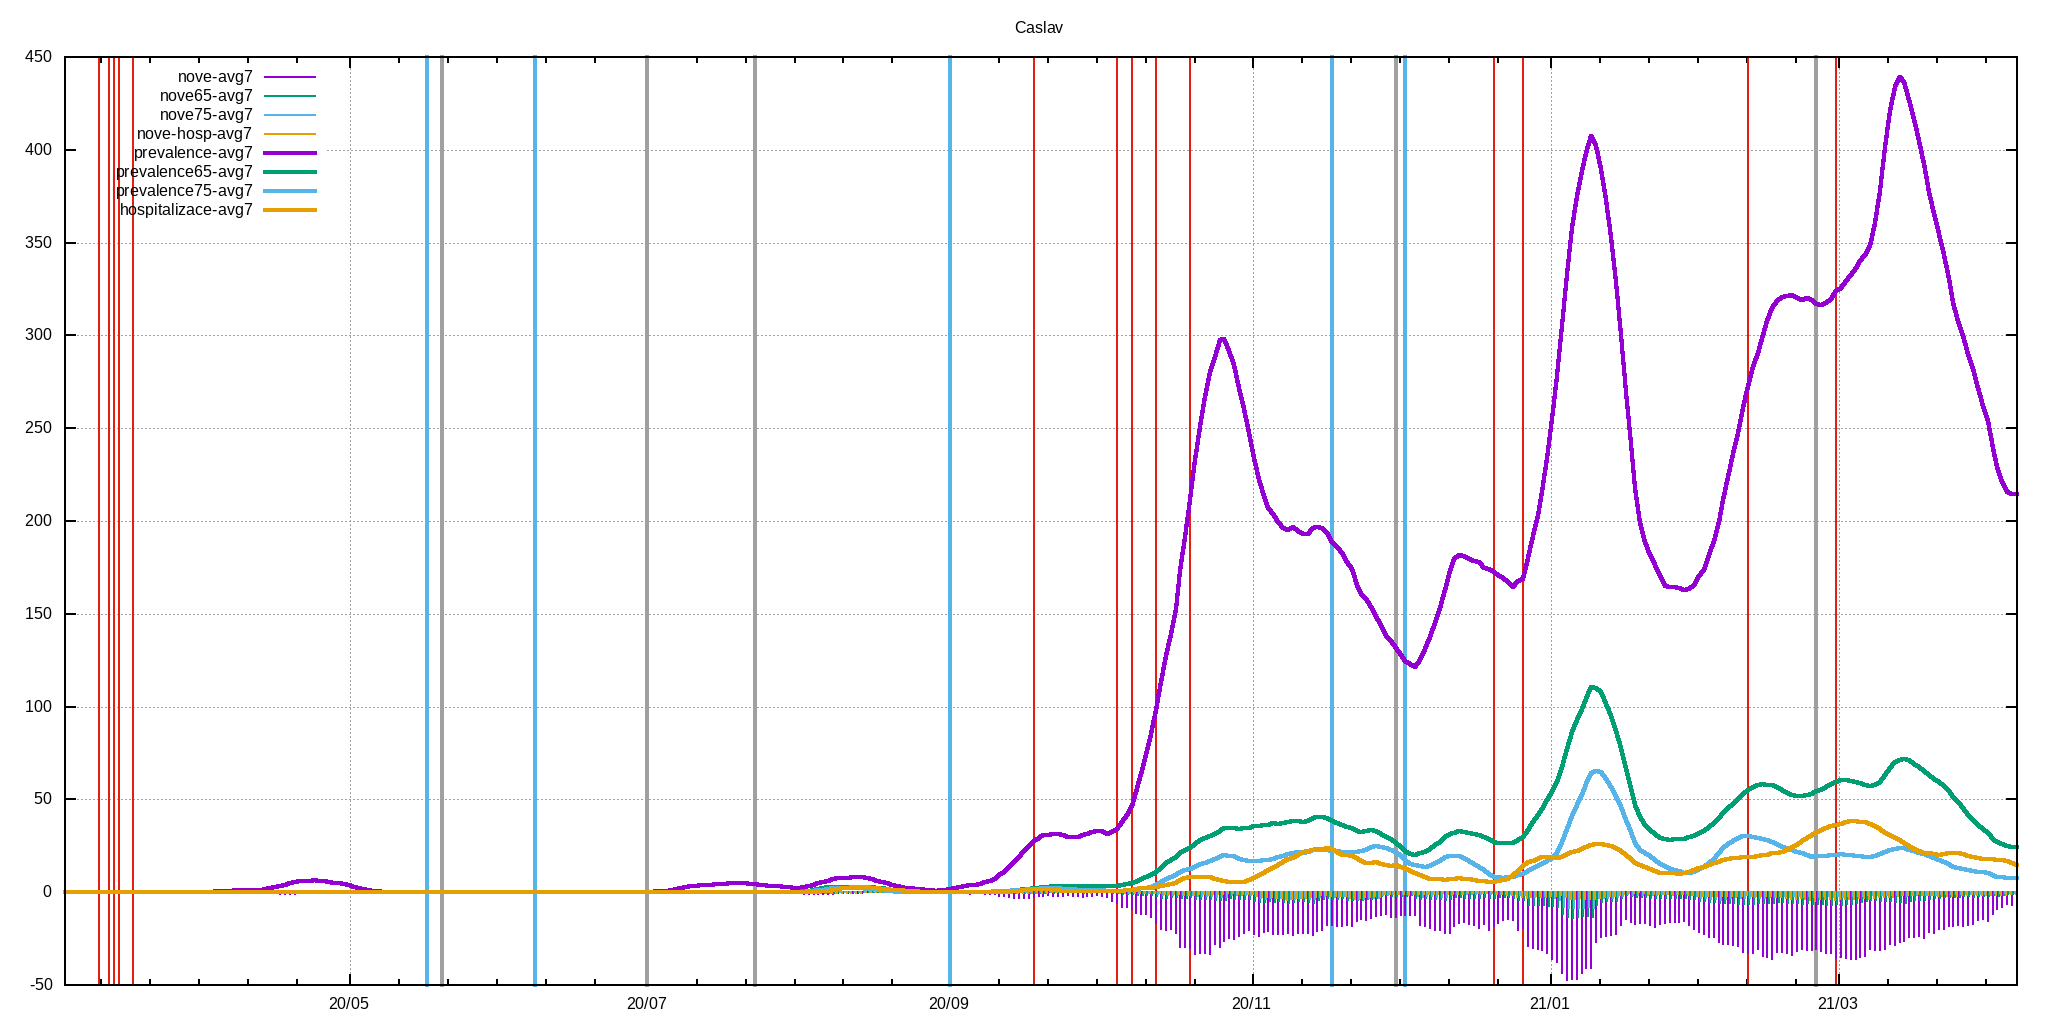 Caslav
450
400
350
300
250
200
150
100
50
0
-50
nove-avg7
nove65-avg7
nove75-avg7
nove-hosp-avg7
prevalence-avg7
prevalence65-avg7
prevalence75-avg7
hospitalizace-avg7
20/05 20/07 20/09 20/11 21/01 21/03